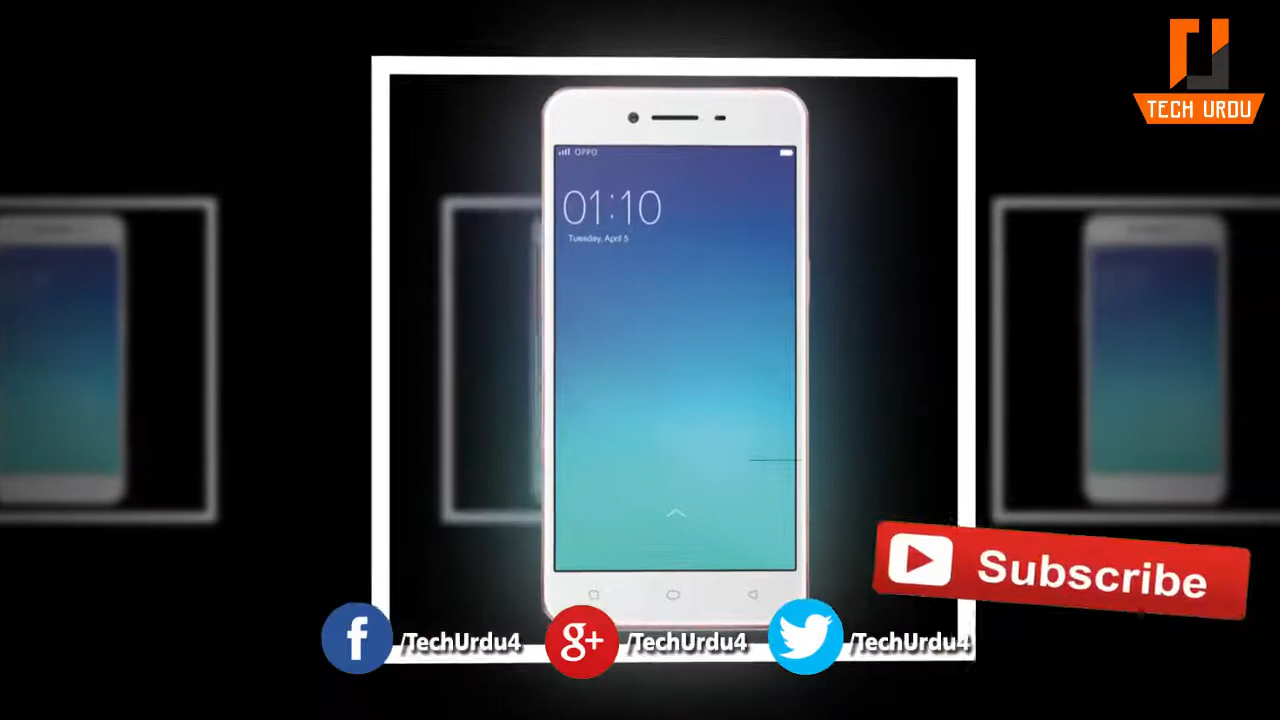 TECH URDU
OPPO
01:10
Tuesday, April 5
Subscribe
f /TechUrdu4
g+ /TechUrdu4
/TechUrdu4